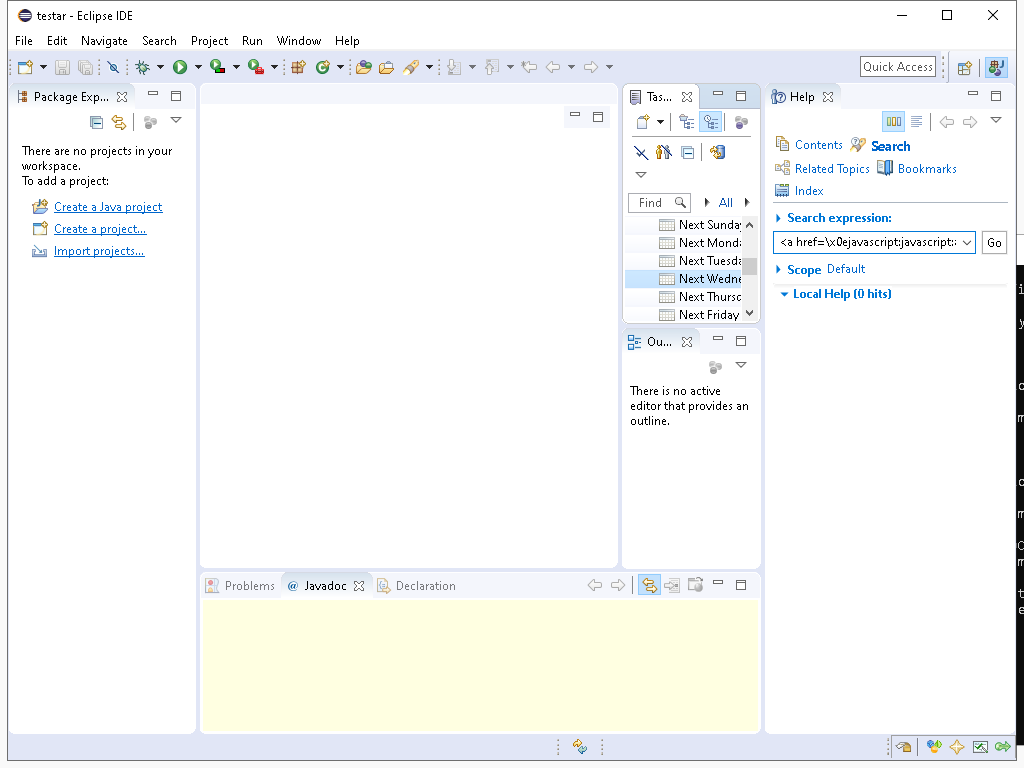 testar - Eclipse IDE
File Edit Navigate Search Project Run Window Help
Quick Access
Package Exp...
There are no projects in your
workspace.
To add a project:
Create a Java project
Create a project...
Import projects...
Tas...
Find
All
Next Sunday
Next Monda
Next Tuesda
Next Wedne
Next Thursd
Next Friday
Ou...
There is no active
editor that provides an
outline.
Help
Contents Search
Related Topics Bookmarks
Index
Search expression:
<a href=\x0ejavascript:javascript:
Go
Scope Default
Local Help (0 hits)
Problems @ Javadoc Declaration